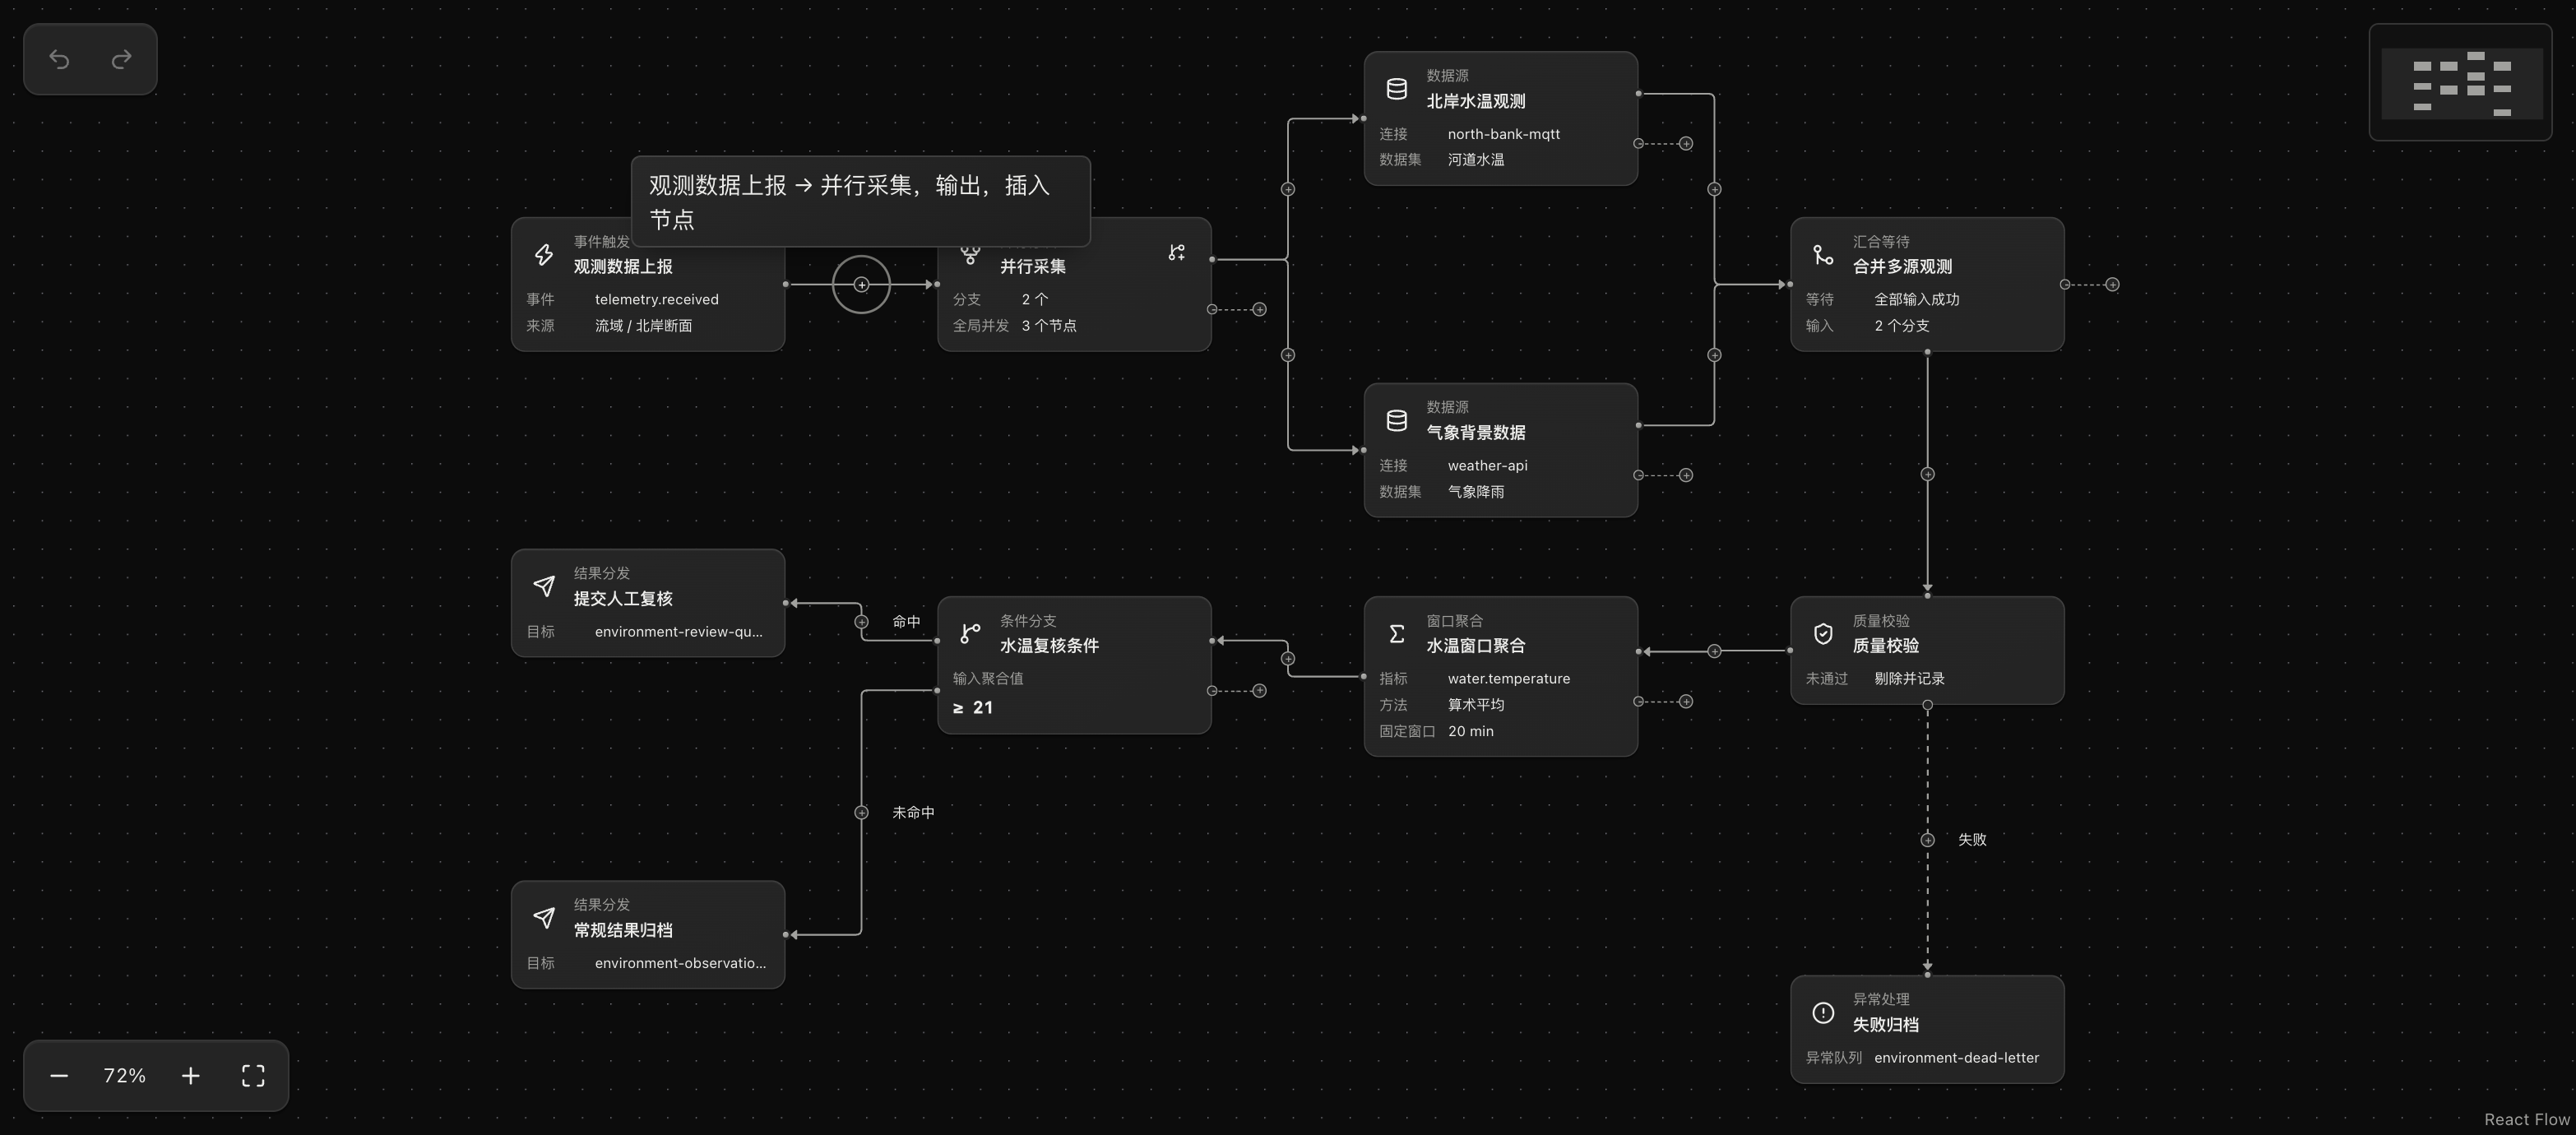 数据源
北岸水温观测
连接 north-bank-mqtt
数据集 河道水温
观测数据上报 → 并行采集，输出，插入
节点
事件触发
观测数据上报
事件 telemetry.received
来源 流域 / 北岸断面
并行采集
分支 2 个
全局并发 3 个节点
汇合等待
合并多源观测
等待 全部输入成功
输入 2 个分支
数据源
气象背景数据
连接 weather-api
数据集 气象降雨
结果分发
提交人工复核
目标 environment-review-qu...
命中
条件分支
水温复核条件
输入聚合值
≥ 21
窗口聚合
水温窗口聚合
指标 water.temperature
方法 算术平均
固定窗口 20 min
质量校验
质量校验
未通过 剔除并记录
未命中
失败
结果分发
常规结果归档
目标 environment-observatio...
异常处理
失败归档
异常队列 environment-dead-letter
72%
React Flow